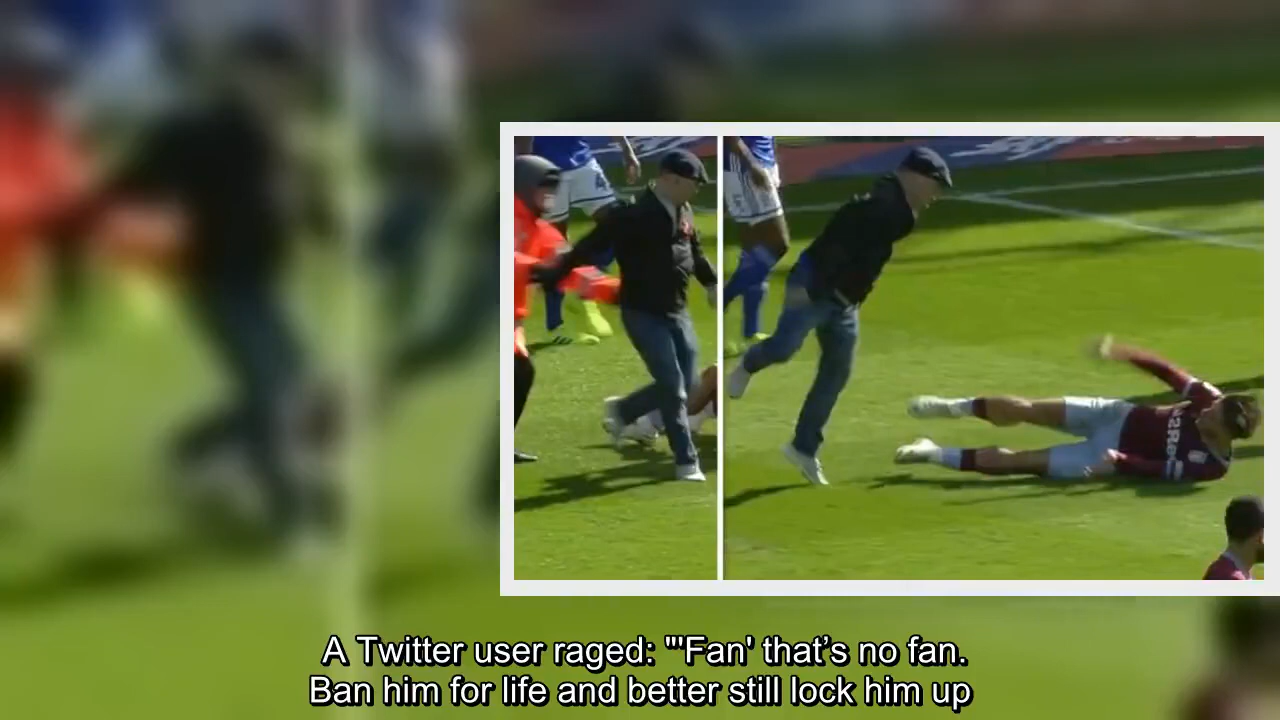 A Twitter user raged: "'Fan' that’s no fan.
Ban him for life and better still lock him up